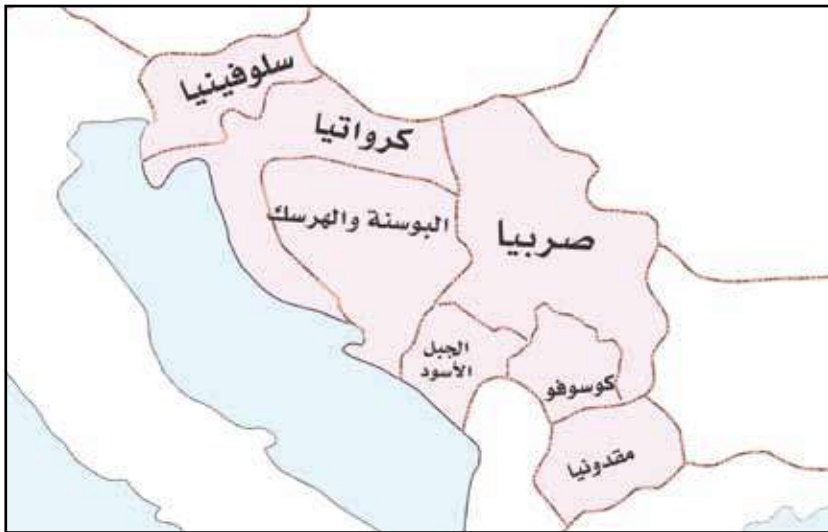 سلوفينيا
كرواتيا
البوسنة والهرسك
صربيا
الجبل
الأسود
كوسوفو
مقدونيا